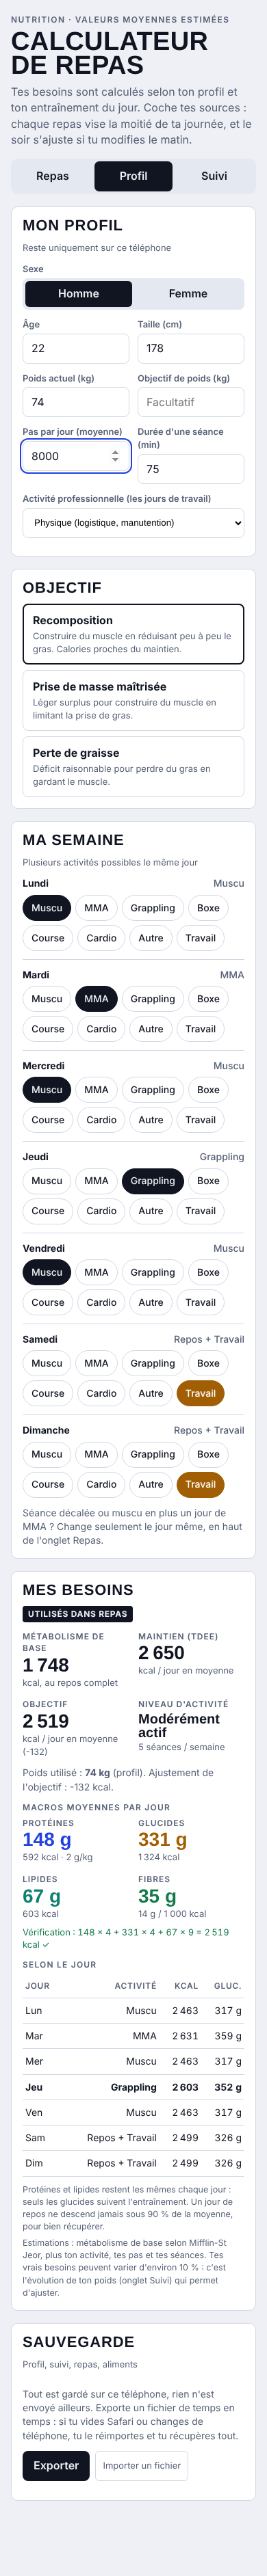 NUTRITION · VALEURS MOYENNES ESTIMÉES
CALCULATEUR
DE REPAS
Tes besoins sont calculés selon ton profil et
ton entraînement du jour. Coche tes sources :
chaque repas vise la moitié de ta journée, et le
soir s'ajuste si tu modifies le matin.
Repas Profil Suivi
MON PROFIL
Reste uniquement sur ce téléphone
Sexe
Homme Femme
Âge Taille (cm)
22 178
Poids actuel (kg) Objectif de poids (kg)
74 Facultatif
Pas par jour (moyenne) Durée d'une séance
(min)
8000 75
Activité professionnelle (les jours de travail)
Physique (logistique, manutention)
OBJECTIF
Recomposition
Construire du muscle en réduisant peu à peu le
gras. Calories proches du maintien.
Prise de masse maîtrisée
Léger surplus pour construire du muscle en
limitant la prise de gras.
Perte de graisse
Déficit raisonnable pour perdre du gras en
gardant le muscle.
MA SEMAINE
Plusieurs activités possibles le même jour
Lundi Muscu
Muscu MMA Grappling Boxe
Course Cardio Autre Travail
Mardi MMA
Muscu MMA Grappling Boxe
Course Cardio Autre Travail
Mercredi Muscu
Muscu MMA Grappling Boxe
Course Cardio Autre Travail
Jeudi Grappling
Muscu MMA Grappling Boxe
Course Cardio Autre Travail
Vendredi Muscu
Muscu MMA Grappling Boxe
Course Cardio Autre Travail
Samedi Repos + Travail
Muscu MMA Grappling Boxe
Course Cardio Autre Travail
Dimanche Repos + Travail
Muscu MMA Grappling Boxe
Course Cardio Autre Travail
Séance décalée ou muscu en plus un jour de
MMA ? Change seulement le jour même, en haut
de l'onglet Repas.
MES BESOINS
UTILISÉS DANS REPAS
MÉTABOLISME DE
BASE
1 748
kcal, au repos complet
MAINTIEN (TDEE)
2 650
kcal / jour en moyenne
OBJECTIF
2 519
kcal / jour en moyenne
(-132)
NIVEAU D'ACTIVITÉ
Modérément
actif
5 séances / semaine
Poids utilisé : 74 kg (profil). Ajustement de
l'objectif : -132 kcal.
MACROS MOYENNES PAR JOUR
PROTÉINES
148 g
592 kcal · 2 g/kg
GLUCIDES
331 g
1 324 kcal
LIPIDES
67 g
603 kcal
FIBRES
35 g
14 g / 1 000 kcal
Vérification : 148 × 4 + 331 × 4 + 67 × 9 = 2 519
kcal ✓
SELON LE JOUR
JOUR ACTIVITÉ KCAL GLUC.
Lun Muscu 2 463 317 g
Mar MMA 2 631 359 g
Mer Muscu 2 463 317 g
Jeu Grappling 2 603 352 g
Ven Muscu 2 463 317 g
Sam Repos + Travail 2 499 326 g
Dim Repos + Travail 2 499 326 g
Protéines et lipides restent les mêmes chaque jour :
seuls les glucides suivent l'entraînement. Un jour de
repos ne descend jamais sous 90 % de la moyenne,
pour bien récupérer.
Estimations : métabolisme de base selon Mifflin-St
Jeor, plus ton activité, tes pas et tes séances. Tes
vrais besoins peuvent varier d'environ 10 % : c'est
l'évolution de ton poids (onglet Suivi) qui permet
d'ajuster.
SAUVEGARDE
Profil, suivi, repas, aliments
Tout est gardé sur ce téléphone, rien n'est
envoyé ailleurs. Exporte un fichier de temps en
temps : si tu vides Safari ou changes de
téléphone, tu le réimportes et tu récupères tout.
Exporter Importer un fichier